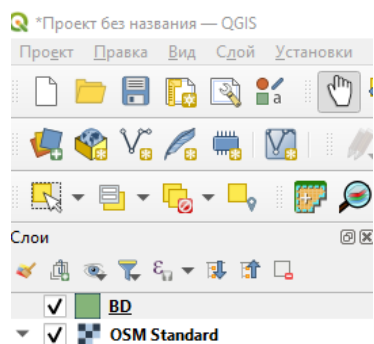 *Проект без названия — QGIS
Проект Правка Вид Слой Установки
Слои
BD
OSM Standard